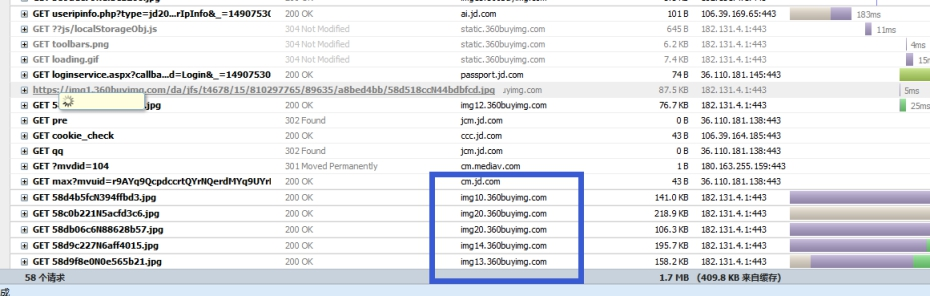 GET useripinfo.php?type=jd20...rIpInfo&_=14907530 200 OK ai.jd.com 101 B 106.39.169.65:443 183ms
GET ??js/localStorageObj.js 304 Not Modified static.360buyimg.com 645 B 182.131.4.1:443 11ms
GET toolbars.png 304 Not Modified static.360buyimg.com 6.2 KB 182.131.4.1:443 4ms
GET loading.gif 304 Not Modified static.360buyimg.com 7.4 KB 182.131.4.1:443
GET loginservice.aspx?callba...d=Login&_=14907530 200 OK passport.jd.com 74 B 36.110.181.145:443
https://img1.360buyimg.com/da/jfs/t4678/15/810297765/89635/a8bed4bb/58d518ccN44bdbfcd.jpg uyimg.com 87.5 KB 182.131.4.1:443 5ms
GET 5 .jpg 200 OK img12.360buyimg.com 76.7 KB 182.131.4.1:443 25ms
GET pre 302 Found jcm.jd.com 0 B 36.110.181.138:443
GET cookie_check 200 OK ccc.jd.com 43 B 106.39.164.185:443
GET qq 302 Found jcm.jd.com 0 B 36.110.181.138:443
GET ?mvdid=104 301 Moved Permanently cm.mediav.com 1 B 180.163.255.159:443
GET max?mvuid=r9AYq9QcpdccrtQYrNQerdMYq9UYrI 200 OK cm.jd.com 43 B 36.110.181.138:443
GET 58d4b5fcN394ffbd3.jpg 200 OK img10.360buyimg.com 141.0 KB 182.131.4.1:443
GET 58c0b221N5acfd3c6.jpg 200 OK img20.360buyimg.com 218.9 KB 182.131.4.1:443
GET 58db06c6N88628b57.jpg 200 OK img20.360buyimg.com 106.3 KB 182.131.4.1:443
GET 58d9c227N6aff4015.jpg 200 OK img14.360buyimg.com 195.7 KB 182.131.4.1:443
GET 58d9f8e0N0e565b21.jpg 200 OK img13.360buyimg.com 158.2 KB 182.131.4.1:443
58 个请求 1.7 MB (409.8 KB 来自缓存)
成